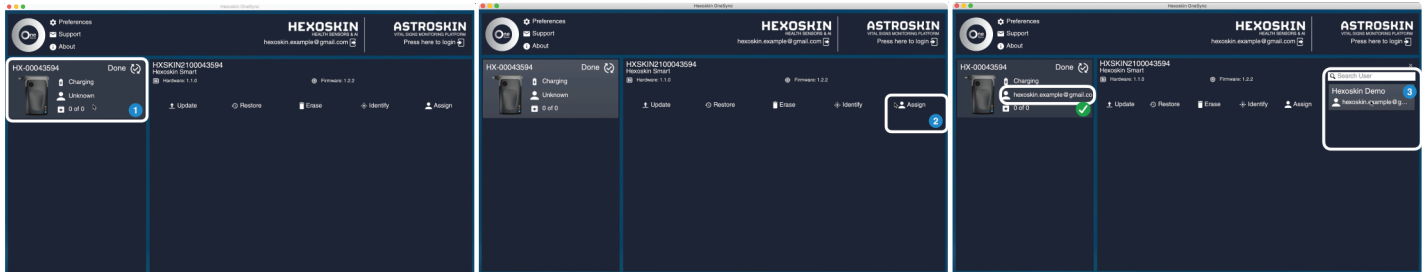 Hexoskin OneSync
One
Preferences
Support
About
HEXOSKIN
HEALTH SENSORS & AI
hexoskin.example@gmail.com
ASTROSKIN
VITAL SIGNS MONITORING PLATFORM
Press here to login
HX-00043594
Done
Charging
Unknown
0 of 0
1
HXSKIN2100043594
Hexoskin Smart
Hardware: 1.1.0
Firmware: 1.2.2
Update
Restore
Erase
Identify
Assign
Hexoskin OneSync
One
Preferences
Support
About
HEXOSKIN
HEALTH SENSORS & AI
hexoskin.example@gmail.com
ASTROSKIN
VITAL SIGNS MONITORING PLATFORM
Press here to login
HX-00043594
Done
Charging
Unknown
0 of 0
HXSKIN2100043594
Hexoskin Smart
Hardware: 1.1.0
Firmware: 1.2.2
Update
Restore
Erase
Identify
Assign
2
Hexoskin OneSync
One
Preferences
Support
About
HEXOSKIN
HEALTH SENSORS & AI
hexoskin.example@gmail.com
ASTROSKIN
VITAL SIGNS MONITORING PLATFORM
Press here to login
HX-00043594
Done
Charging
hexoskin.example@gmail.co
0 of 0
HXSKIN2100043594
Hexoskin Smart
Hardware: 1.1.0
Firmware: 1.2.2
Update
Restore
Erase
Identify
Assign
Search User
Hexoskin Demo
3
hexoskin.example@g...